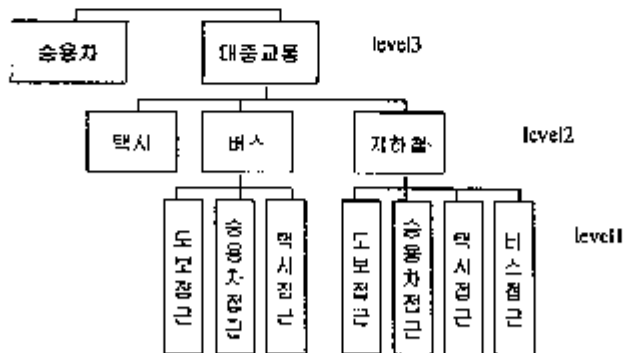 승용차
대중교통
level3
택시
버스
지하철
level2
도보접근
승용차접근
택시접근
도보접근
승용차접근
택시접근
버스접근
level1